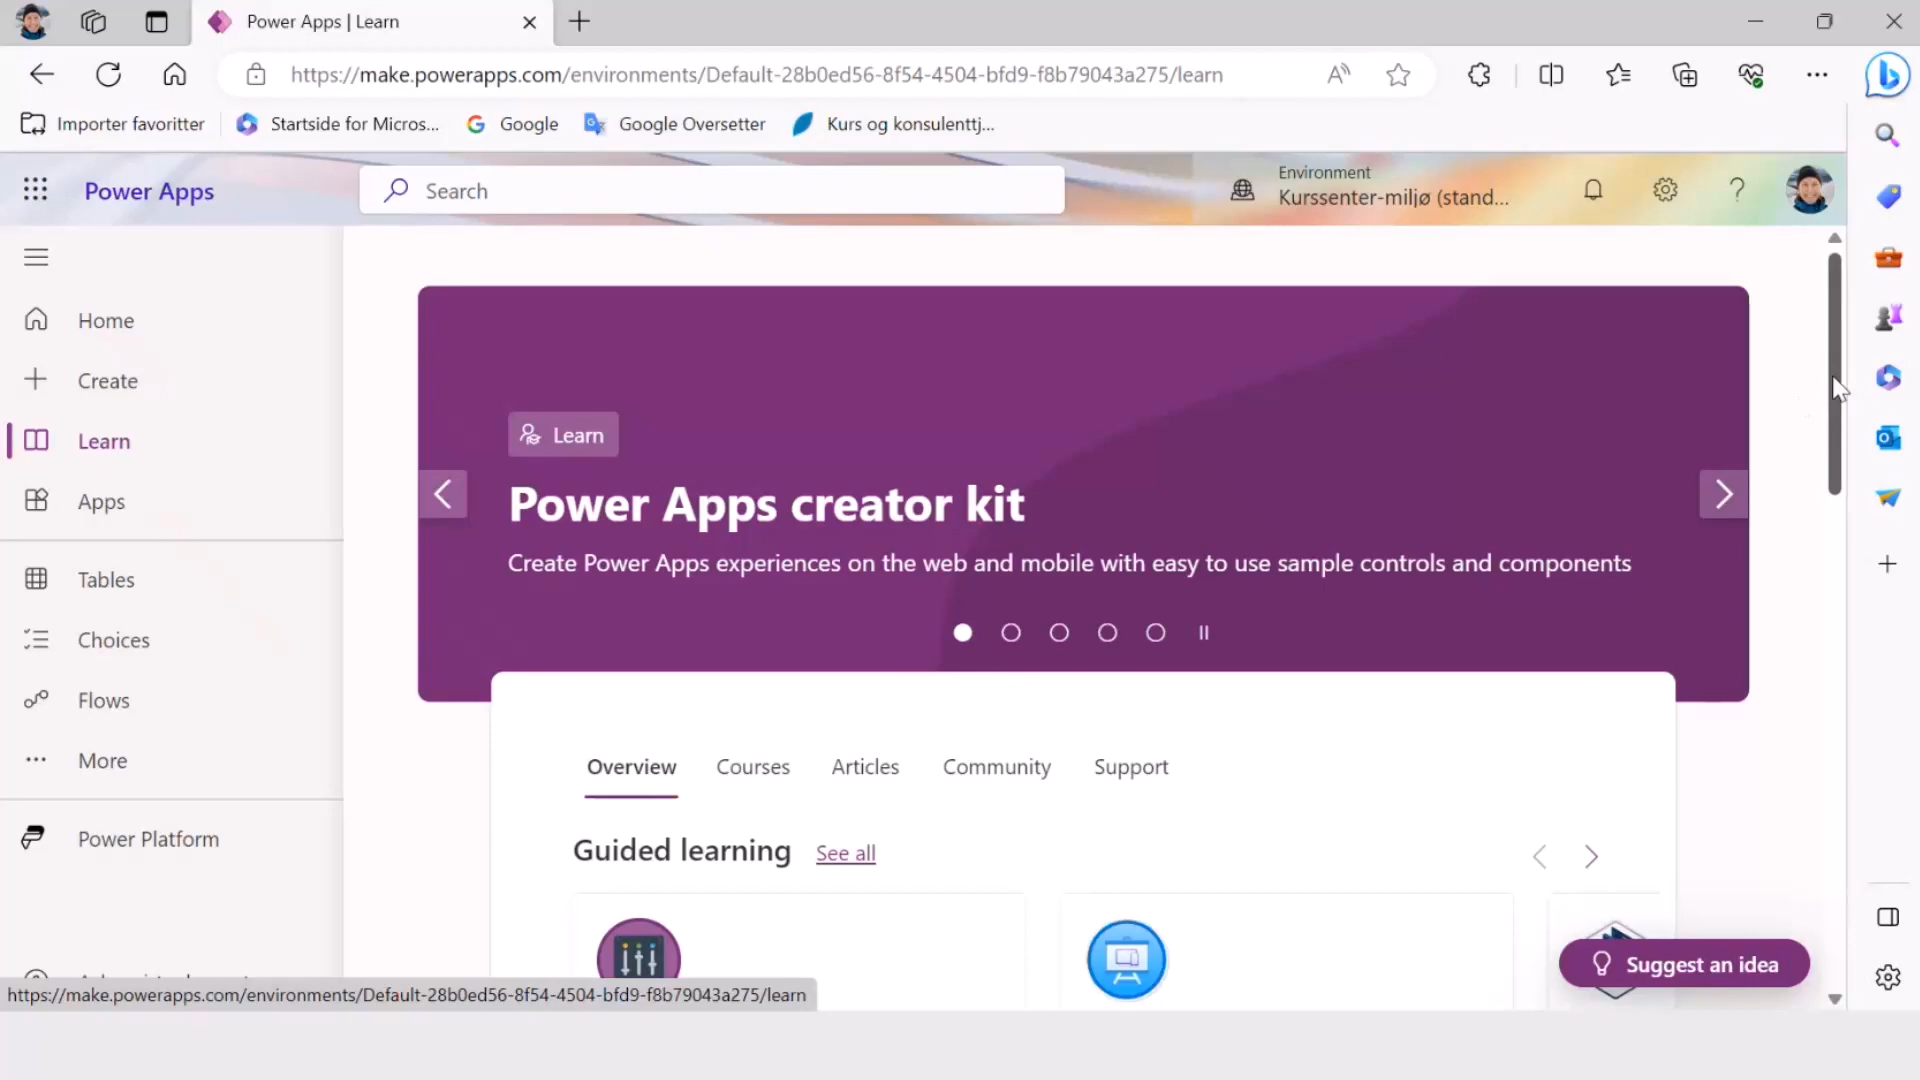 Power Apps | Learn
https://make.powerapps.com/environments/Default-28b0ed56-8f54-4504-bfd9-f8b79043a275/learn
Importer favoritter
Startside for Micros...
Google
Google Oversetter
Kurs og konsulenttj...
Power Apps
Search
Environment
Kurssenter-miljø (stand...
Home
Create
Learn
Apps
Tables
Choices
Flows
More
Power Platform
Learn
Power Apps creator kit
Create Power Apps experiences on the web and mobile with easy to use sample controls and components
Overview
Courses
Articles
Community
Support
Guided learning
See all
Suggest an idea
https://make.powerapps.com/environments/Default-28b0ed56-8f54-4504-bfd9-f8b79043a275/learn